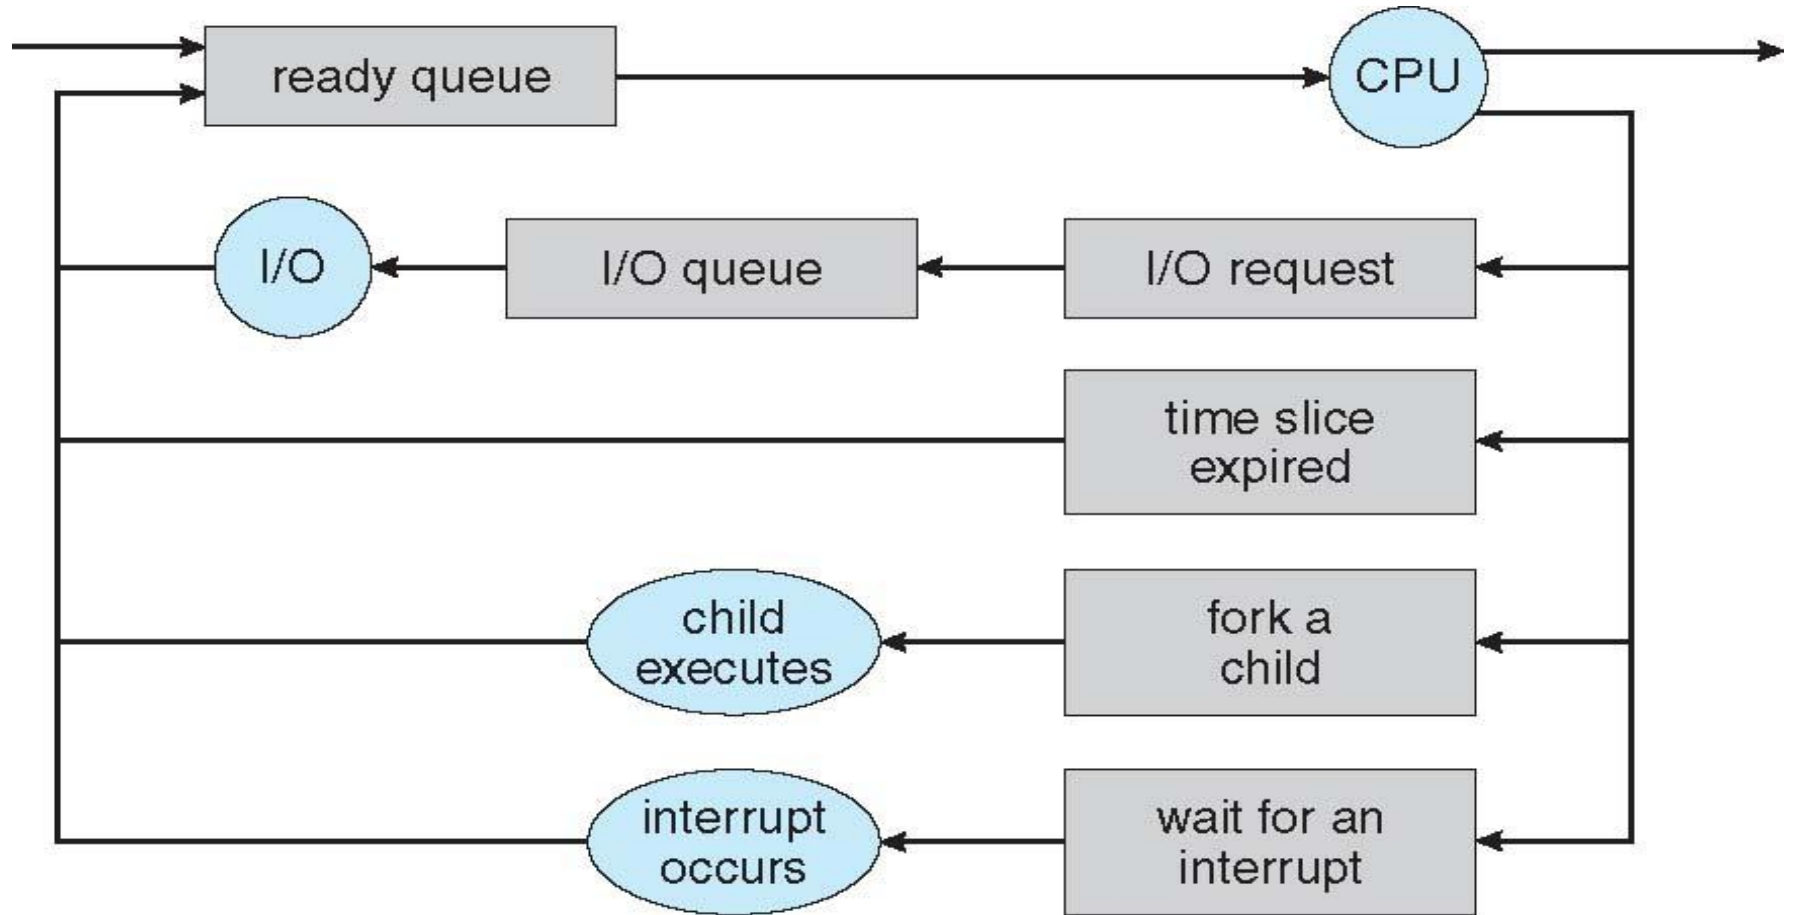 ready queue
CPU
I/O
I/O queue
I/O request
time slice
expired
child
executes
fork a
child
interrupt
occurs
wait for an
interrupt